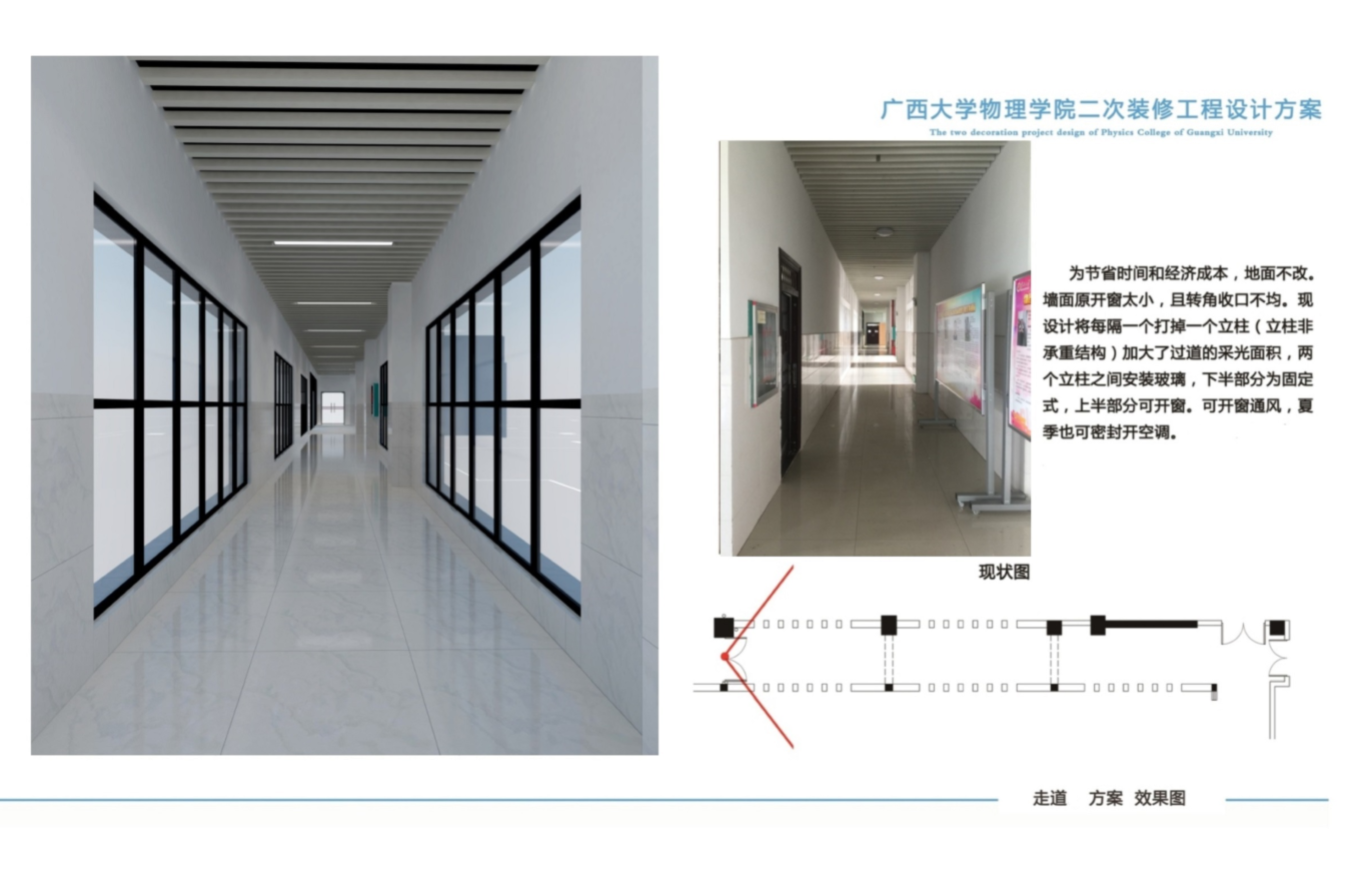 广西大学物理学院二次装修工程设计方案
The two decoration project design of Physics College of Guangxi University
为节省时间和经济成本，地面不改。
墙面原开窗太小，且转角收口不均。现
设计将每隔一个打掉一个立柱（立柱非
承重结构）加大了过道的采光面积，两
个立柱之间安装玻璃，下半部分为固定
式，上半部分可开窗。可开窗通风，夏
季也可密封开空调。
现状图
走道 方案 效果图